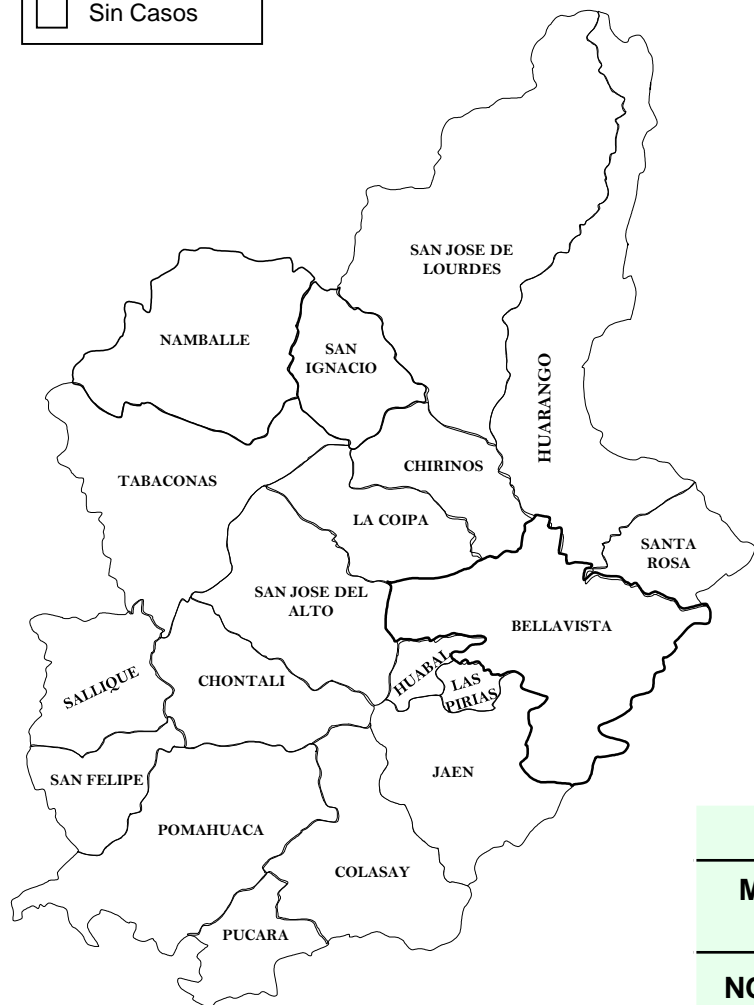 Sin Casos
SAN JOSE DE
LOURDES
NAMBALLE
SAN
IGNACIO
HUARANGO
CHIRINOS
TABACONAS
LA COIPA
SANTA
ROSA
SAN JOSE DEL
ALTO
BELLAVISTA
HUABAL
LAS
PIRIAS
CHONTALI
SALLIQUE
JAEN
SAN FELIPE
POMAHUACA
COLASAY
PUCARA